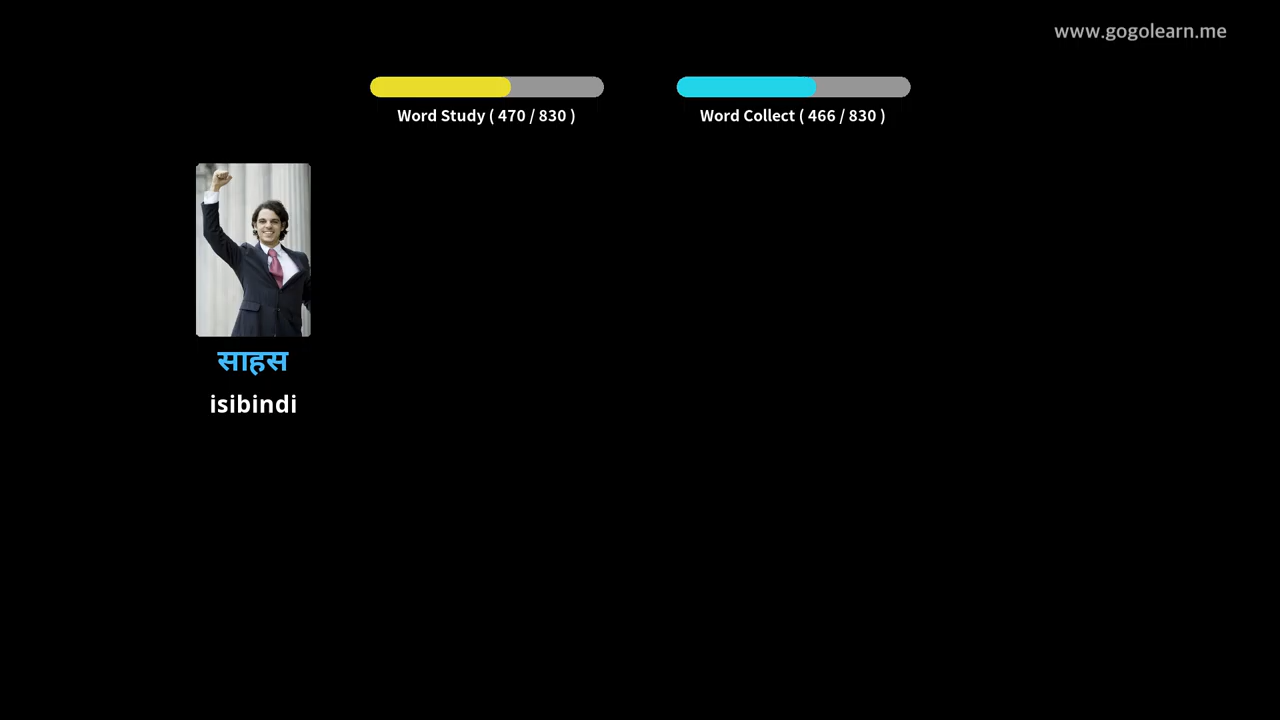 www.gogolearn.me
Word Study ( 470 / 830 )
Word Collect ( 466 / 830 )
साहस
isibindi